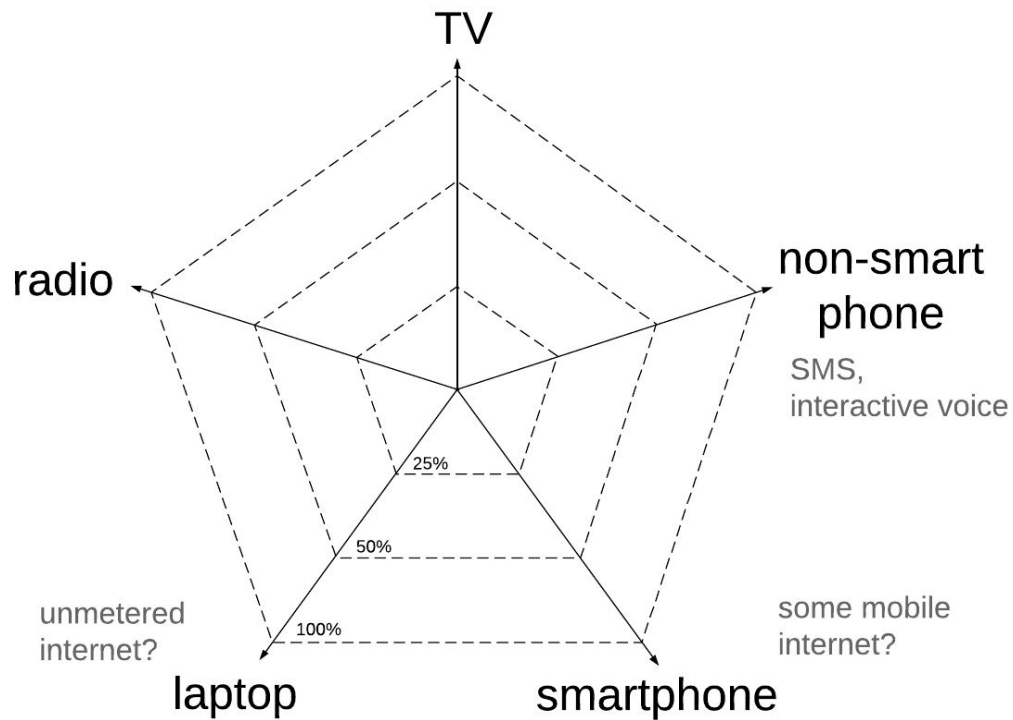 TV
radio
non-smart
phone
SMS,
interactive voice
25%
50%
100%
unmetered
internet?
some mobile
internet?
laptop
smartphone